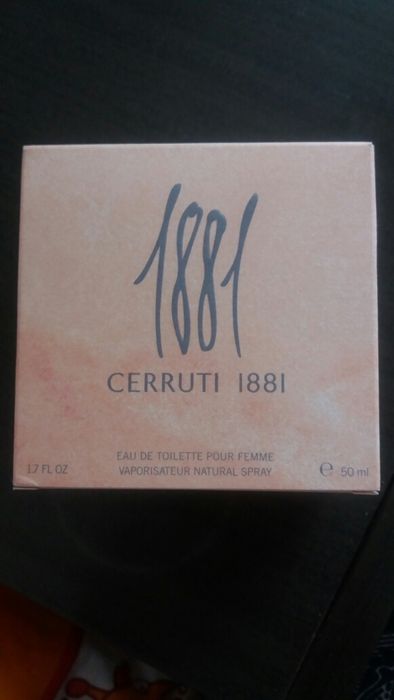 1881
CERRUTI 1881
EAU DE TOILETTE POUR FEMME
1.7 FL OZ VAPORISATEUR NATURAL SPRAY ℮ 50 ml